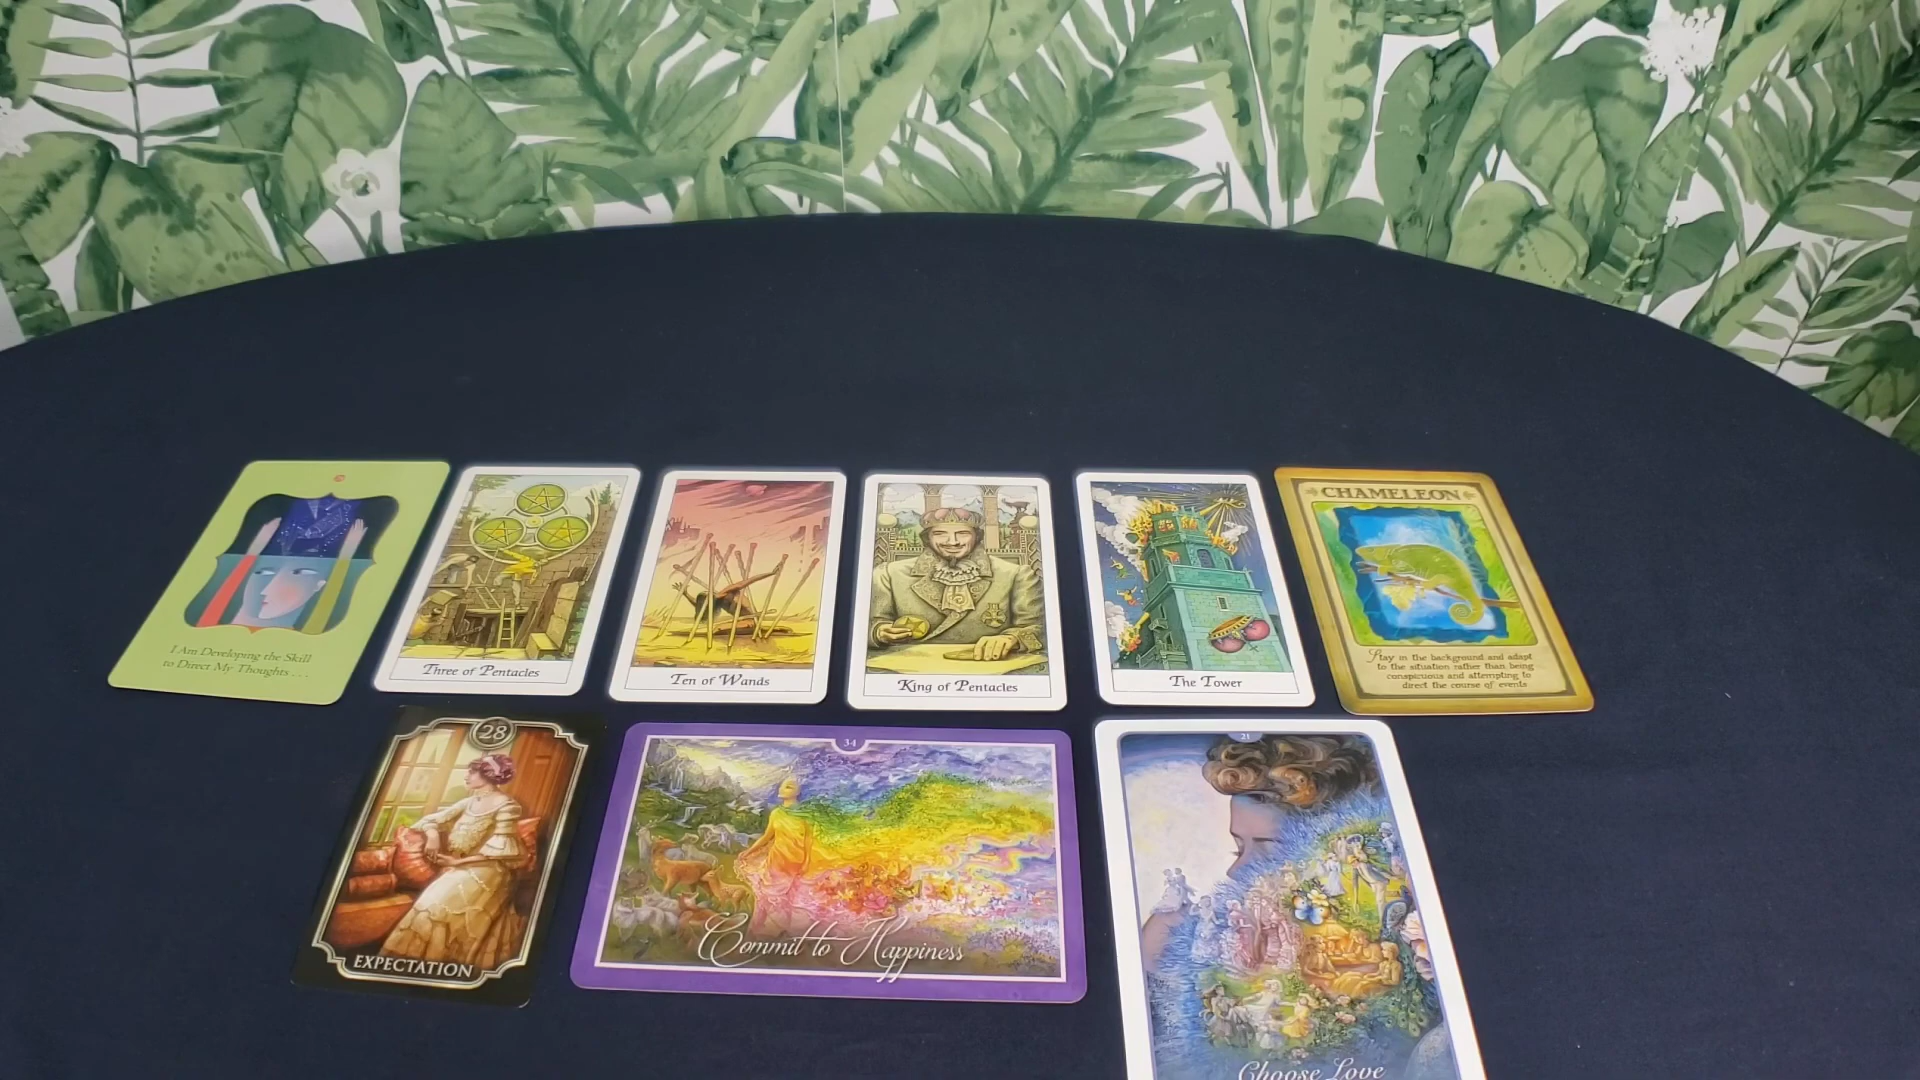 I Am Developing the Skill
to Direct My Thoughts . . .
Three of Pentacles
Ten of Wands
King of Pentacles
The Tower
CHAMELEON
Stay in the background and adapt
to the situation rather than being
conspicuous and attempting to
direct the course of events
28
EXPECTATION
34
Commit to Happiness
21
Choose Love